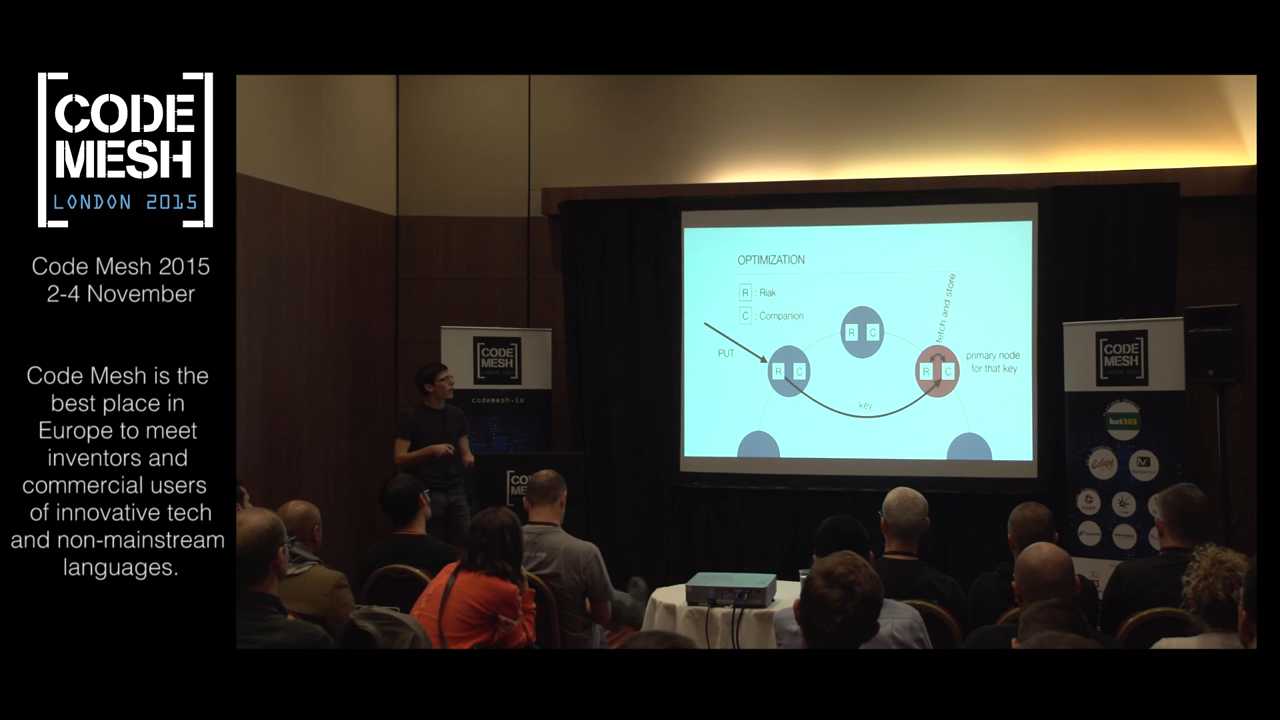 CODE
MESH
LONDON 2015
Code Mesh 2015
2-4 November
Code Mesh is the
best place in
Europe to meet
inventors and
commercial users
of innovative tech
and non-mainstream
languages.
OPTIMIZATION
R : Riak
C : Companion
fetch and store
PUT
R C
R C
R C
primary node
for that key
key
CODE
MESH
codemesh.io
CODE
MESH
bet365
CHEF